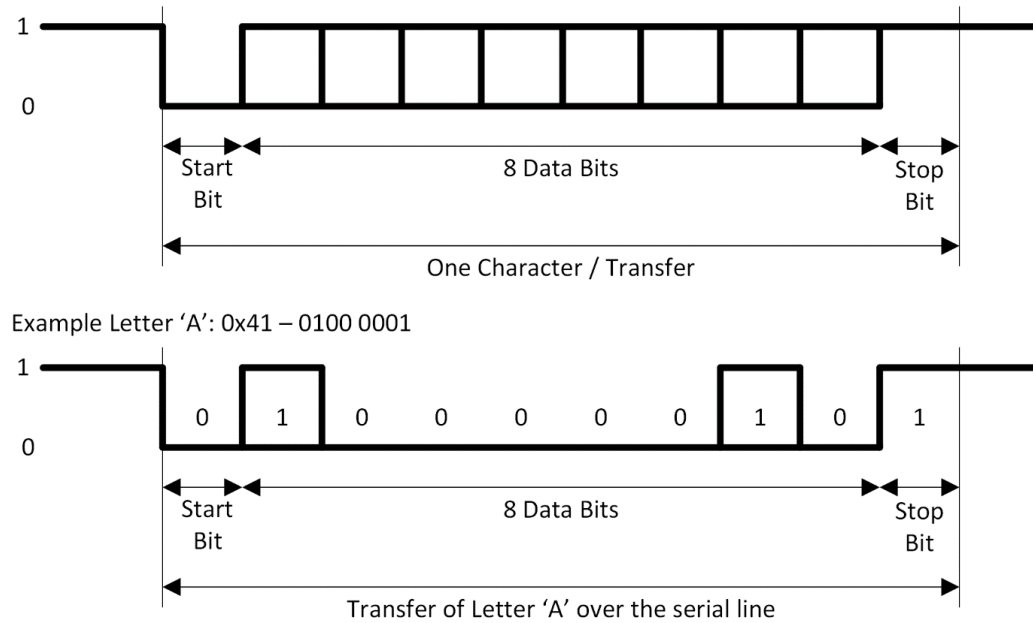 1
0
Start
Bit
8 Data Bits
Stop
Bit
One Character / Transfer
Example Letter ‘A’: 0x41 – 0100 0001
1
0 1 0 0 0 0 0 1 0 1
0
Start
Bit
8 Data Bits
Stop
Bit
Transfer of Letter ‘A’ over the serial line